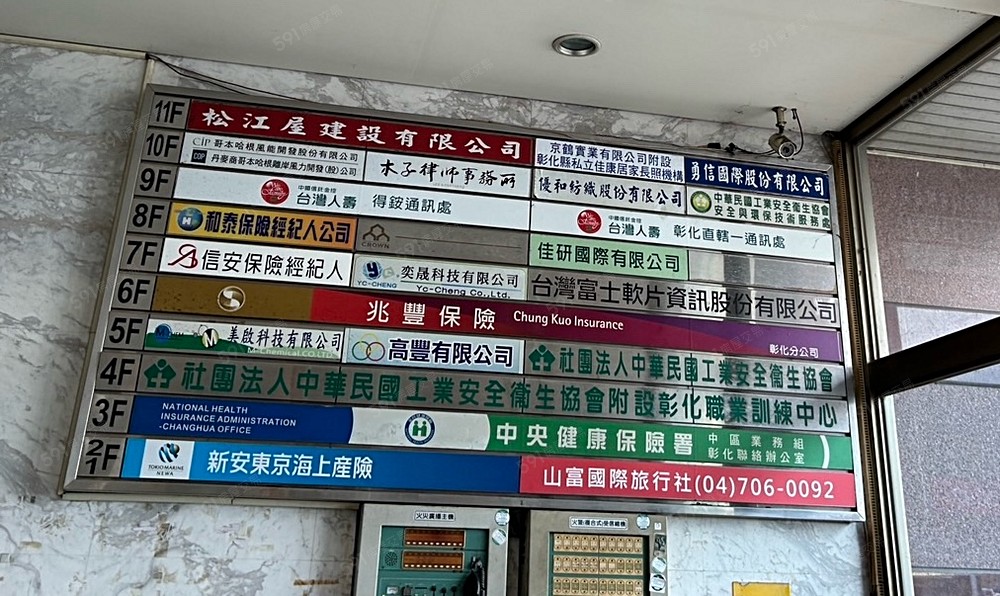 11F
松江屋建設有限公司
10F
CIP 哥本哈根風能開發股份有限公司
COP 丹麥商哥本哈根離岸風力開發(股)公司
木子律師事務所
京鶴實業有限公司附設
彰化縣私立佳康居家長照機構
勇信國際股份有限公司
9F
中國信託金控
台灣人壽 得銨通訊處
優和紡織股份有限公司
中華民國工業安全衛生協會
安全與環保技術服務處
8F
和泰保險經紀人公司
CROWN
中國信託金控
台灣人壽 彰化直轄一通訊處
7F
信安保險經紀人
YC-CHENG
奕晟科技有限公司
Yc-Cheng Co.,Ltd.
佳研國際有限公司
台灣富士軟片資訊股份有限公司
6F
兆豐保險 Chung Kuo Insurance
彰化分公司
5F
美啟科技有限公司
M-Chemical CO.LTD.
高豐有限公司
社團法人中華民國工業安全衛生協會
4F
社團法人中華民國工業安全衛生協會附設彰化職業訓練中心
3F
NATIONAL HEALTH
INSURANCE ADMINISTRATION
-CHANGHUA OFFICE
中央健康保險署
中區業務組
彰化聯絡辦公室
2F
1
TOKIO MARINE
NEWA
新安東京海上產險
山富國際旅行社(04)706-0092
火災廣播主機
火警(複合式)受信總機